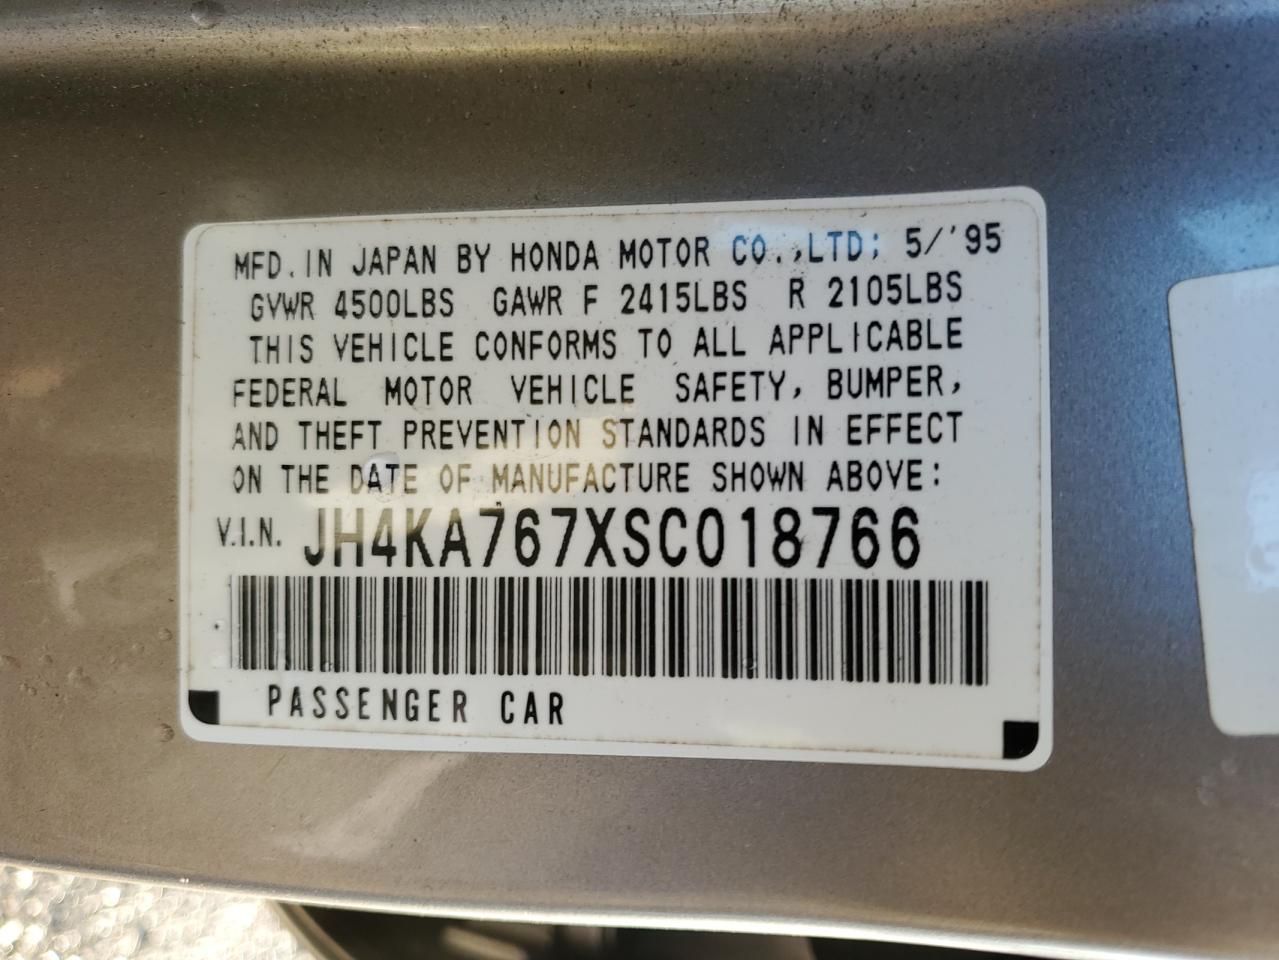 MFD. IN JAPAN BY HONDA MOTOR CO.,LTD; 5/'95
GVWR 4500LBS GAWR F 2415LBS R 2105LBS
THIS VEHICLE CONFORMS TO ALL APPLICABLE
FEDERAL MOTOR VEHICLE SAFETY, BUMPER,
AND THEFT PREVENTION STANDARDS IN EFFECT
ON THE DATE OF MANUFACTURE SHOWN ABOVE:
V.I.N. JH4KA767XSC018766
PASSENGER CAR